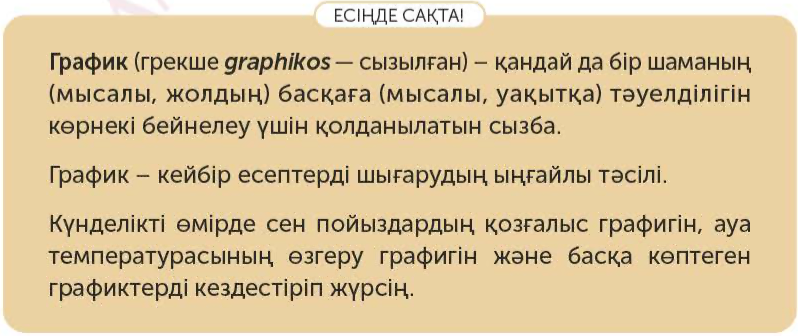 ЕСІҢДЕ САҚТА!
График (грекше graphikos — сызылған) – қандай да бір шаманың
(мысалы, жолдың) басқаға (мысалы, уақытқа) тәуелділігін
көрнекі бейнелеу үшін қолданылатын сызба.
График – кейбір есептерді шығарудың ыңғайлы тәсілі.
Күнделікті өмірде сен пойыздардың қозғалыс графигін, ауа
температурасының өзгеру графигін және басқа көптеген
графиктерді кездестіріп жүрсің.